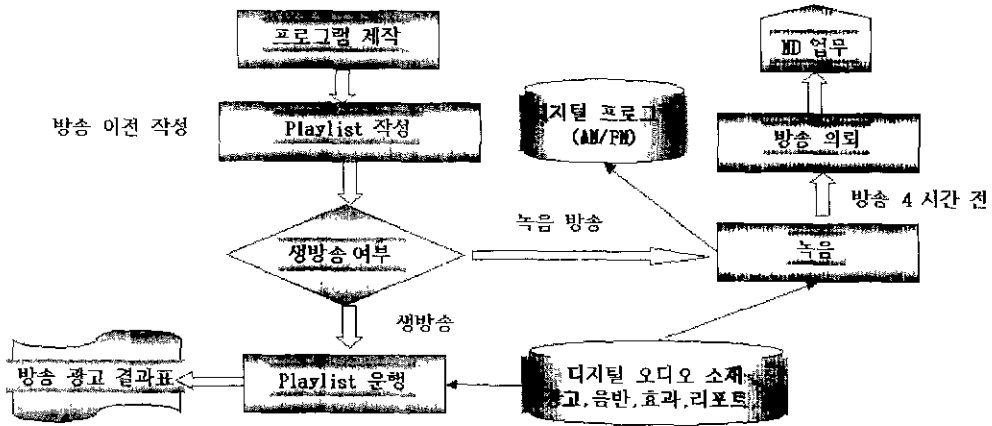 프로그램 제작
MD 업무
방송 이전 작성
Playlist 작성
디지털 프로그
(AM/FM)
방송 의뢰
방송 4 시간 전
생방송 여부
녹음 방송
녹음
생방송
방송 광고 결과표
Playlist 운행
디지털 오디오 소재
광고, 음반, 효과, 리포트